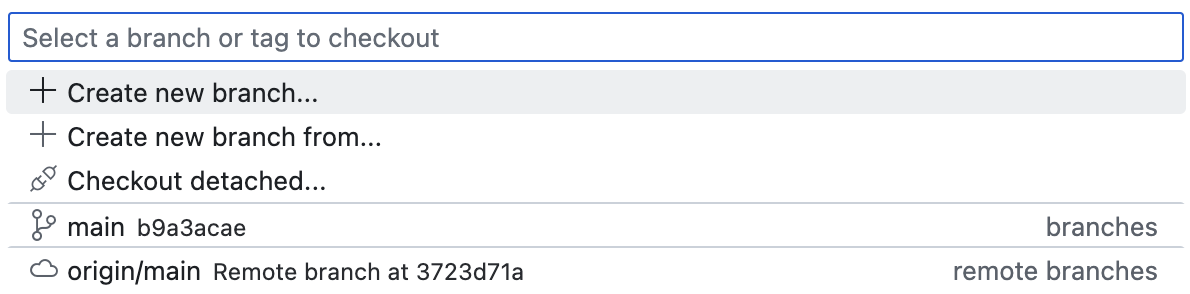 Select a branch or tag to checkout
Create new branch...
Create new branch from...
Checkout detached...
main b9a3acae branches
origin/main Remote branch at 3723d71a remote branches